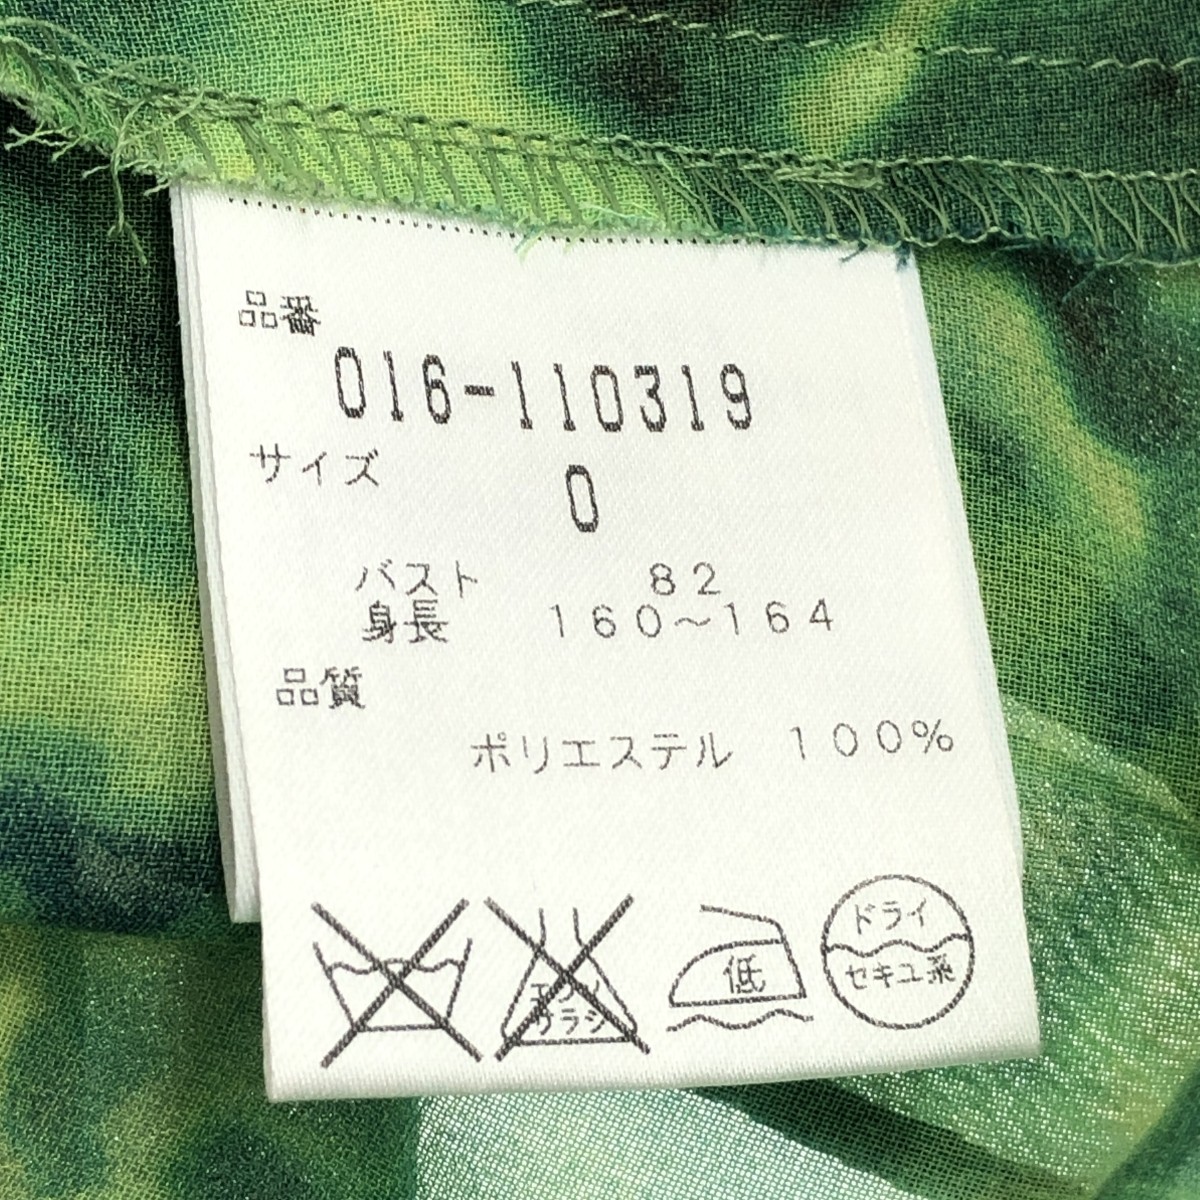 品番
016-110319
サイズ
0
バスト 82
身長 160～164
品質
ポリエステル 100%
エンソ
サラシ
低
ドライ
セキユ系